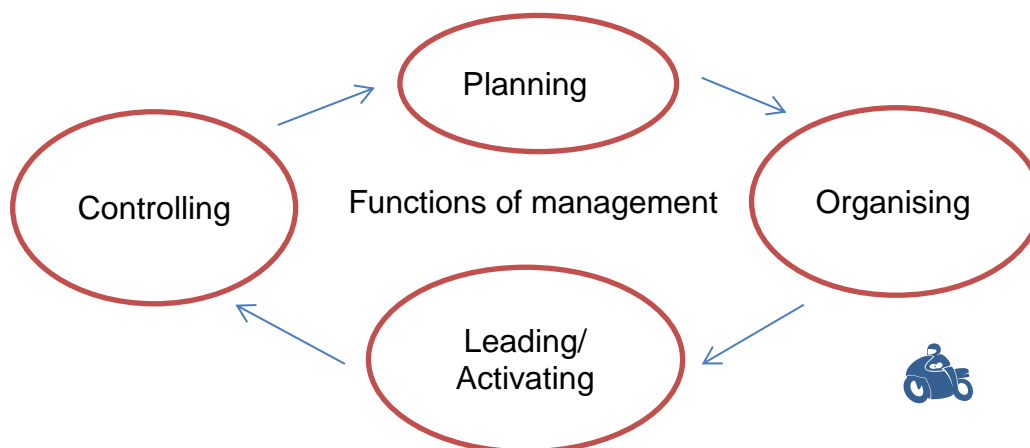 Planning
Controlling
Functions of management
Organising
Leading/
Activating